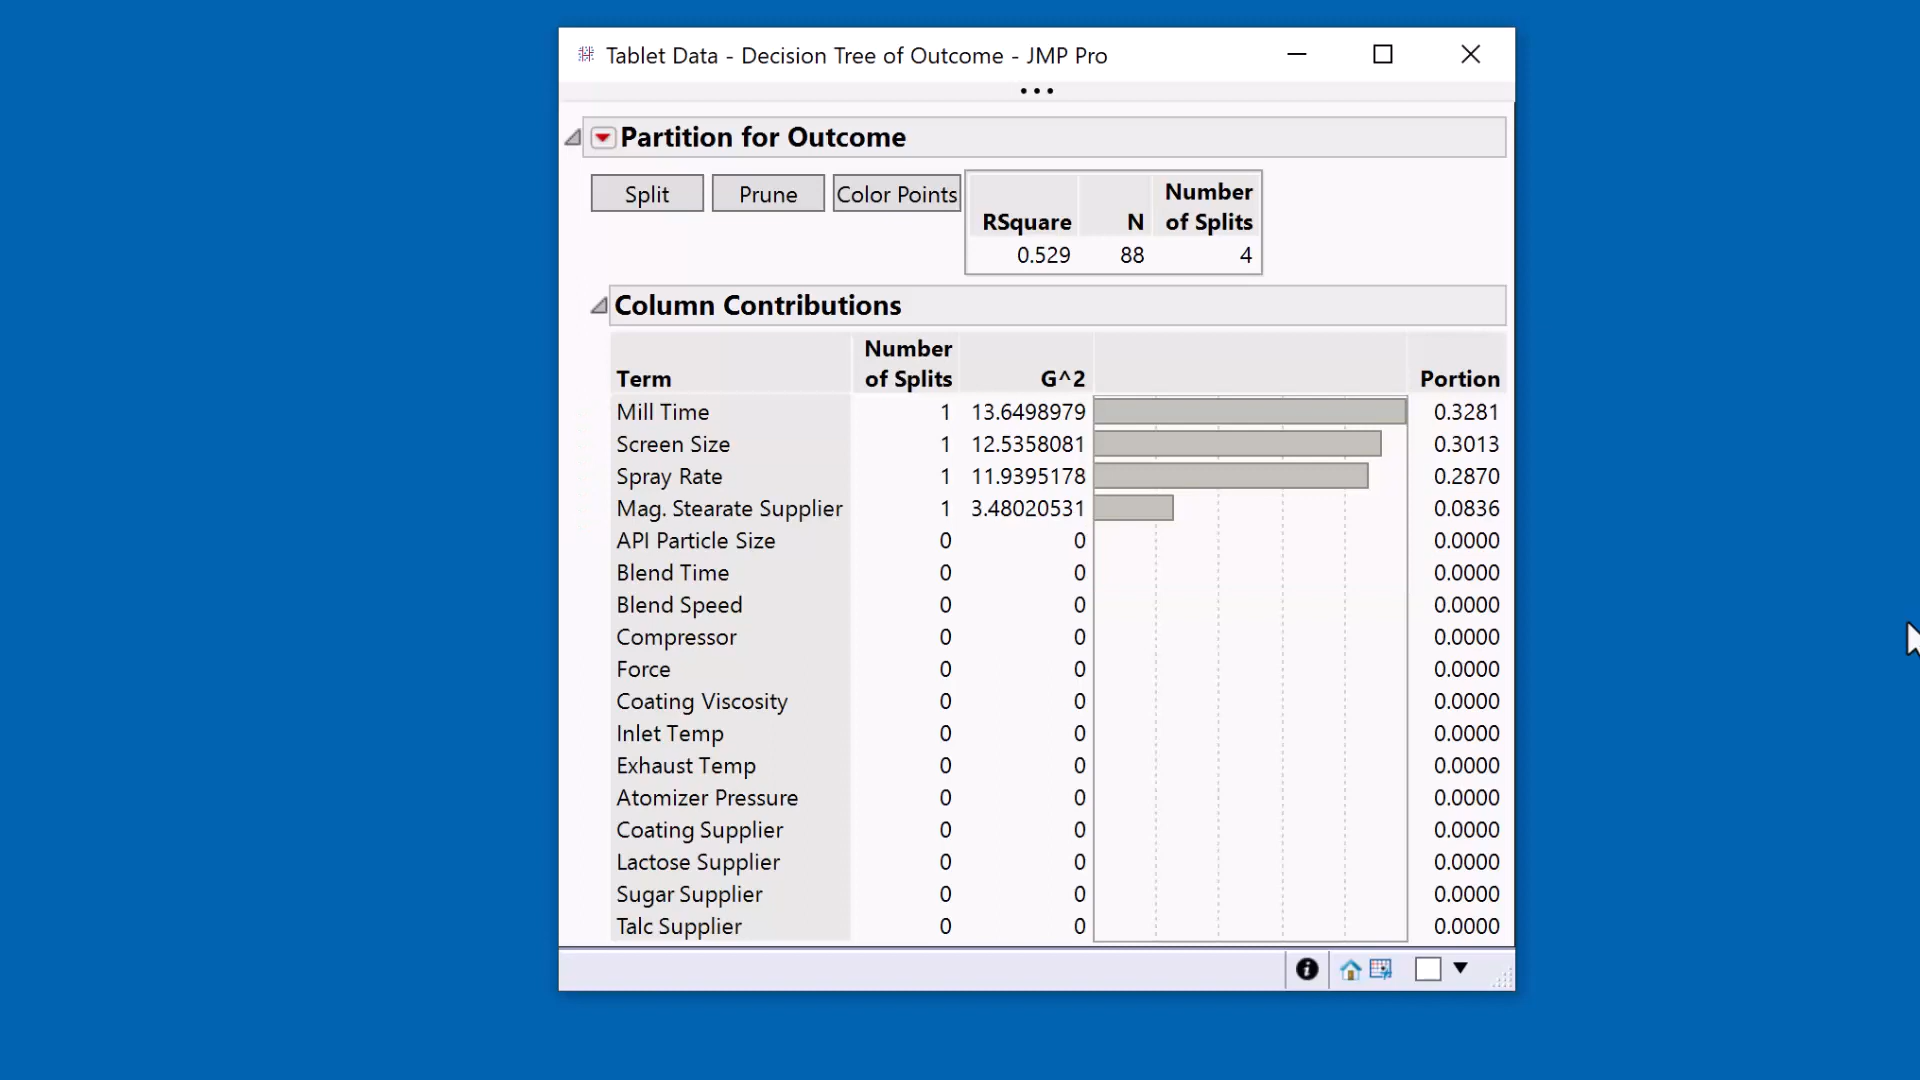 Tablet Data - Decision Tree of Outcome - JMP Pro
Partition for Outcome
Split Prune Color Points
RSquare N Number of Splits
0.529 88 4
Column Contributions
Term Number of Splits G^2 Portion
Mill Time 1 13.6498979 0.3281
Screen Size 1 12.5358081 0.3013
Spray Rate 1 11.9395178 0.2870
Mag. Stearate Supplier 1 3.48020531 0.0836
API Particle Size 0 0 0.0000
Blend Time 0 0 0.0000
Blend Speed 0 0 0.0000
Compressor 0 0 0.0000
Force 0 0 0.0000
Coating Viscosity 0 0 0.0000
Inlet Temp 0 0 0.0000
Exhaust Temp 0 0 0.0000
Atomizer Pressure 0 0 0.0000
Coating Supplier 0 0 0.0000
Lactose Supplier 0 0 0.0000
Sugar Supplier 0 0 0.0000
Talc Supplier 0 0 0.0000